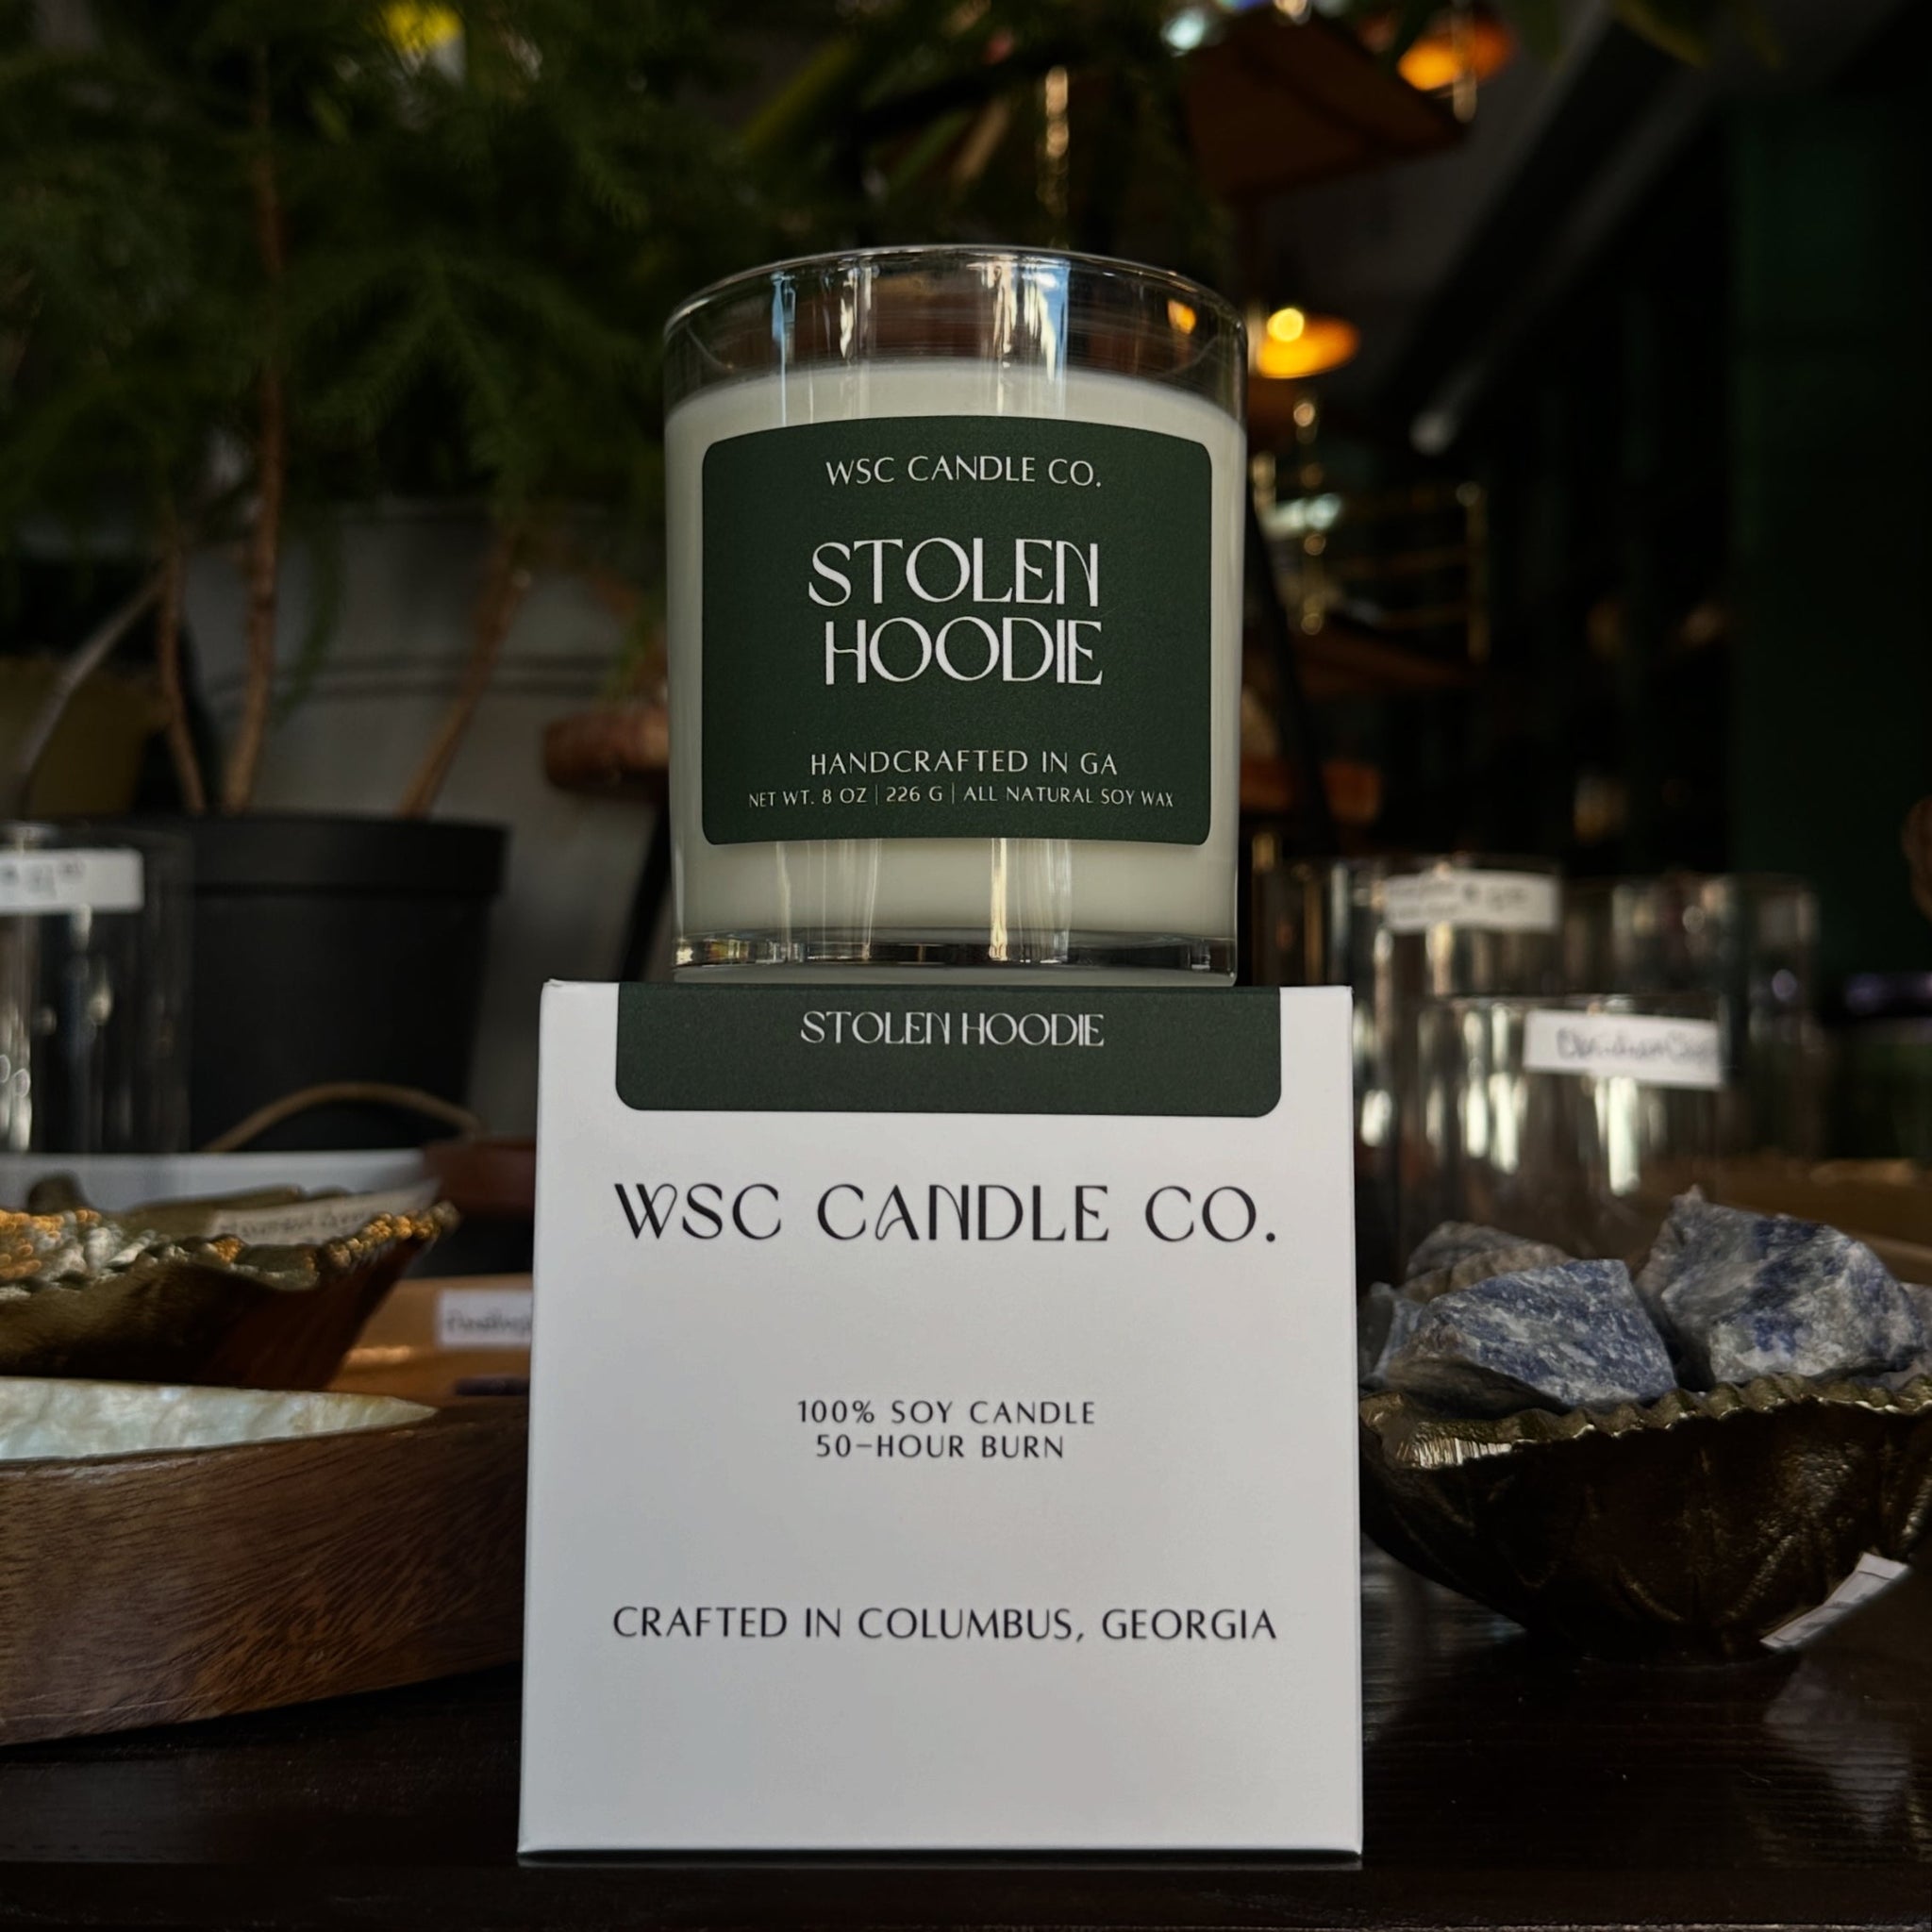 WSC CANDLE CO.
STOLEN
HOODIE
HANDCRAFTED IN GA
NET WT. 8 OZ | 226 G | ALL NATURAL SOY WAX
STOLEN HOODIE
WSC CANDLE CO.
100% SOY CANDLE
50-HOUR BURN
CRAFTED IN COLUMBUS, GEORGIA